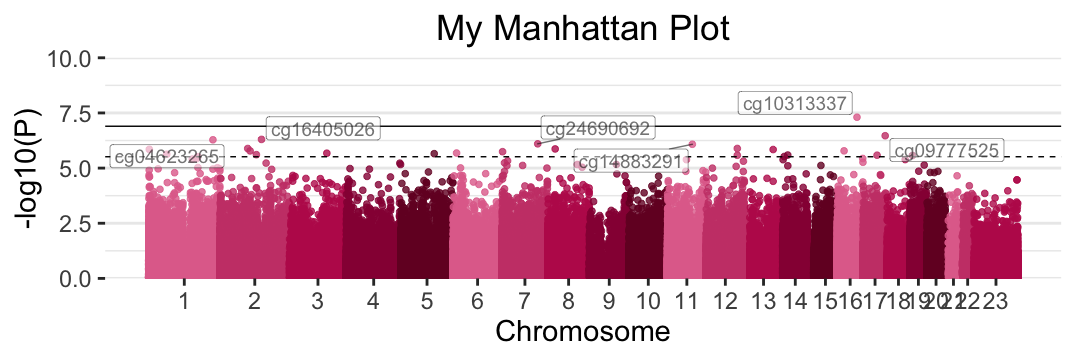 My Manhattan Plot
-log10(P)
10.0
7.5
5.0
2.5
0.0
cg10313337
cg16405026
cg24690692
cg04623265
cg14883291
cg09777525
1 2 3 4 5 6 7 8 9 10 11 12 13 14 15 16 17 18 19 20 21 22 23
Chromosome